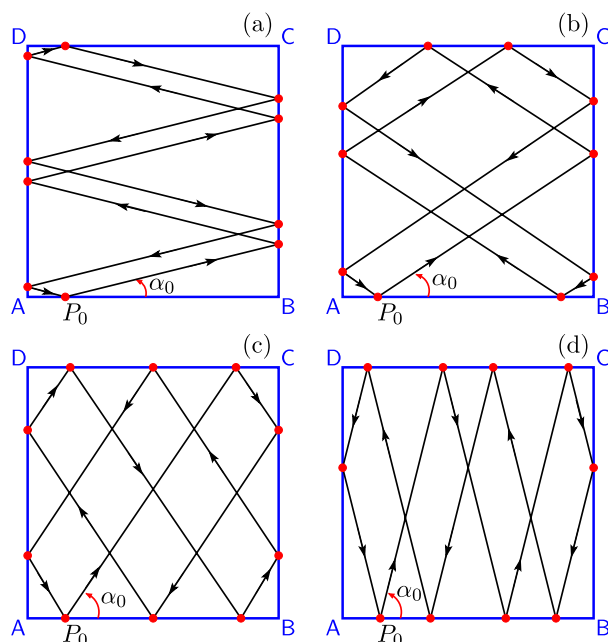 (a)
D C
α₀
A P₀ B
(b)
D C
α₀
A P₀ B
(c)
D C
α₀
A P₀ B
(d)
D C
α₀
A P₀ B